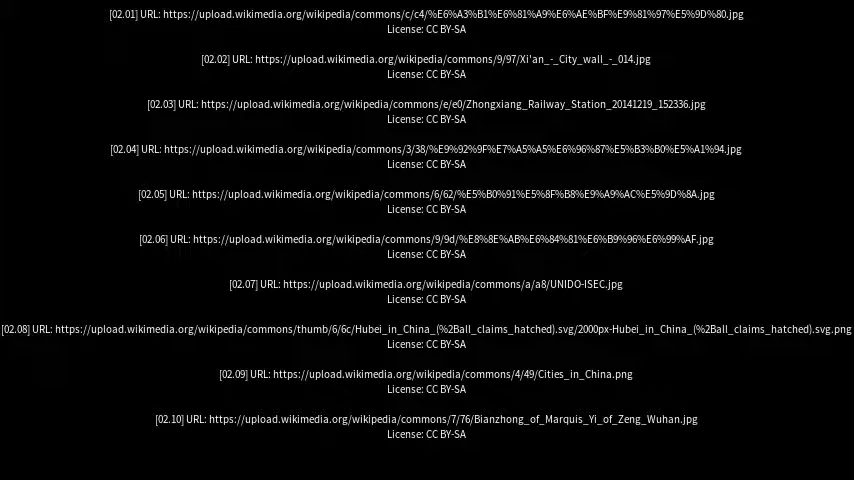 [02.01] URL: https://upload.wikimedia.org/wikipedia/commons/c/c4/%E6%A3%B1%E6%81%A9%E6%AE%BF%E9%81%97%E5%9D%80.jpg
License: CC BY-SA
[02.02] URL: https://upload.wikimedia.org/wikipedia/commons/9/97/Xi'an_-_City_wall_-_014.jpg
License: CC BY-SA
[02.03] URL: https://upload.wikimedia.org/wikipedia/commons/e/e0/Zhongxiang_Railway_Station_20141219_152336.jpg
License: CC BY-SA
[02.04] URL: https://upload.wikimedia.org/wikipedia/commons/3/38/%E9%92%9F%E7%A5%A5%E6%96%87%E5%B3%B0%E5%A1%94.jpg
License: CC BY-SA
[02.05] URL: https://upload.wikimedia.org/wikipedia/commons/6/62/%E5%B0%91%E5%8F%B8%E9%A9%AC%E5%9D%8A.jpg
License: CC BY-SA
[02.06] URL: https://upload.wikimedia.org/wikipedia/commons/9/9d/%E8%8E%AB%E6%84%81%E6%B9%96%E6%99%AF.jpg
License: CC BY-SA
[02.07] URL: https://upload.wikimedia.org/wikipedia/commons/a/a8/UNIDO-ISEC.jpg
License: CC BY-SA
[02.08] URL: https://upload.wikimedia.org/wikipedia/commons/thumb/6/6c/Hubei_in_China_(%2Ball_claims_hatched).svg/2000px-Hubei_in_China_(%2Ball_claims_hatched).svg.png
License: CC BY-SA
[02.09] URL: https://upload.wikimedia.org/wikipedia/commons/4/49/Cities_in_China.png
License: CC BY-SA
[02.10] URL: https://upload.wikimedia.org/wikipedia/commons/7/76/Bianzhong_of_Marquis_Yi_of_Zeng_Wuhan.jpg
License: CC BY-SA